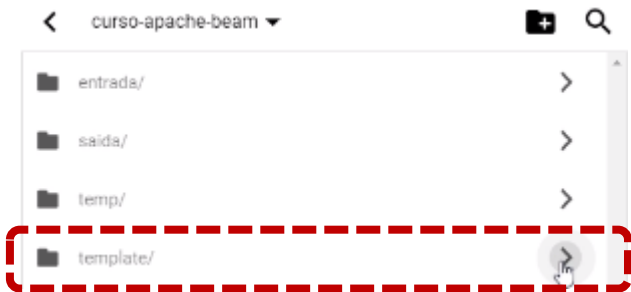 curso-apache-beam
entrada/
saida/
temp/
template/